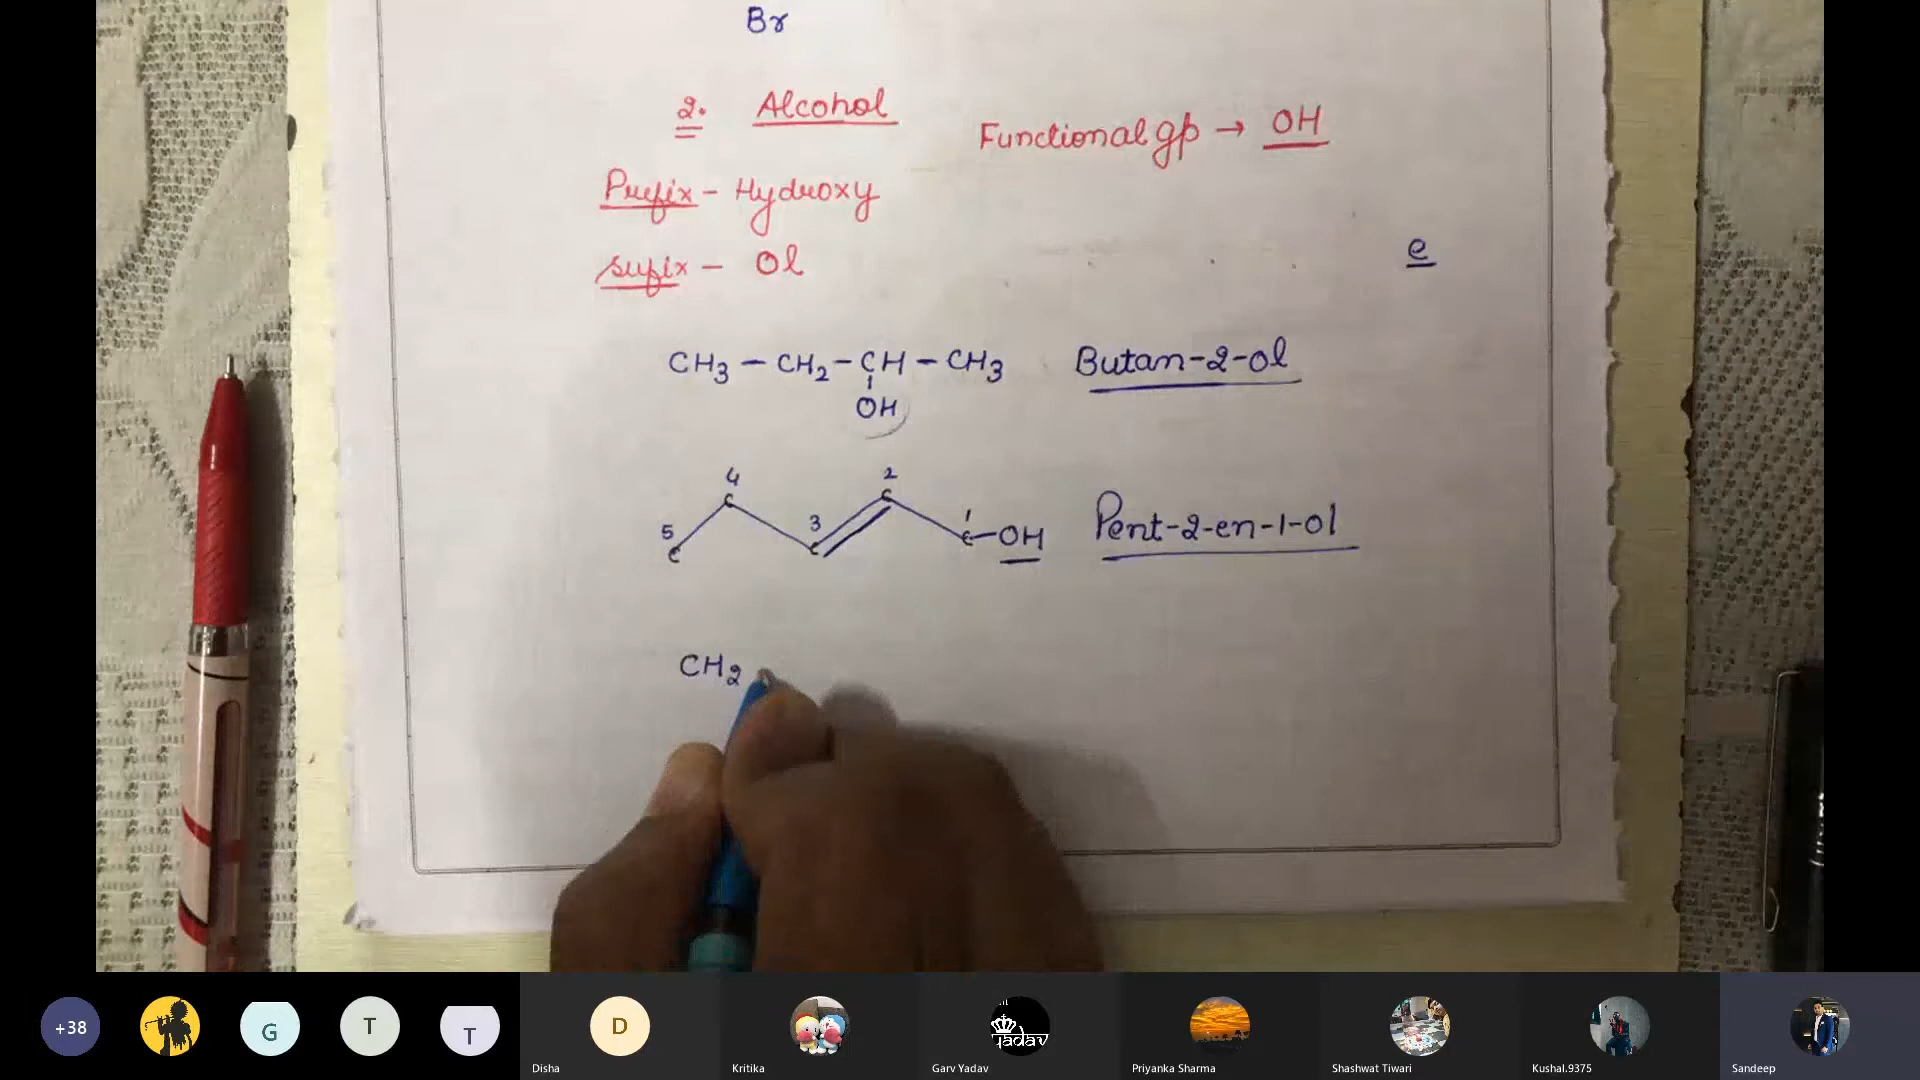 Br
2. Alcohol
Functional gp → OH
Prefix - Hydroxy
Sufix - Ol
e
CH3 - CH2 - CH - CH3
OH
Butan-2-ol
5 4 3 2 1
C C C C C-OH
Pent-2-en-1-ol
CH2
+38
G
T
T
D
yadav
Disha
Kritika
Garv Yadav
Priyanka Sharma
Shashwat Tiwari
Kushal.9375
Sandeep